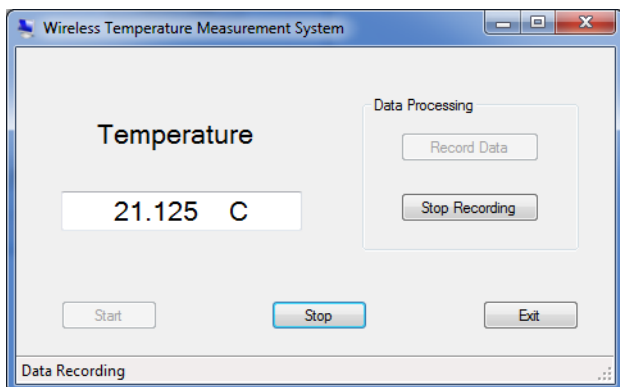 Wireless Temperature Measurement System
Data Processing
Temperature
Record Data
21.125 C
Stop Recording
Start
Stop
Exit
Data Recording